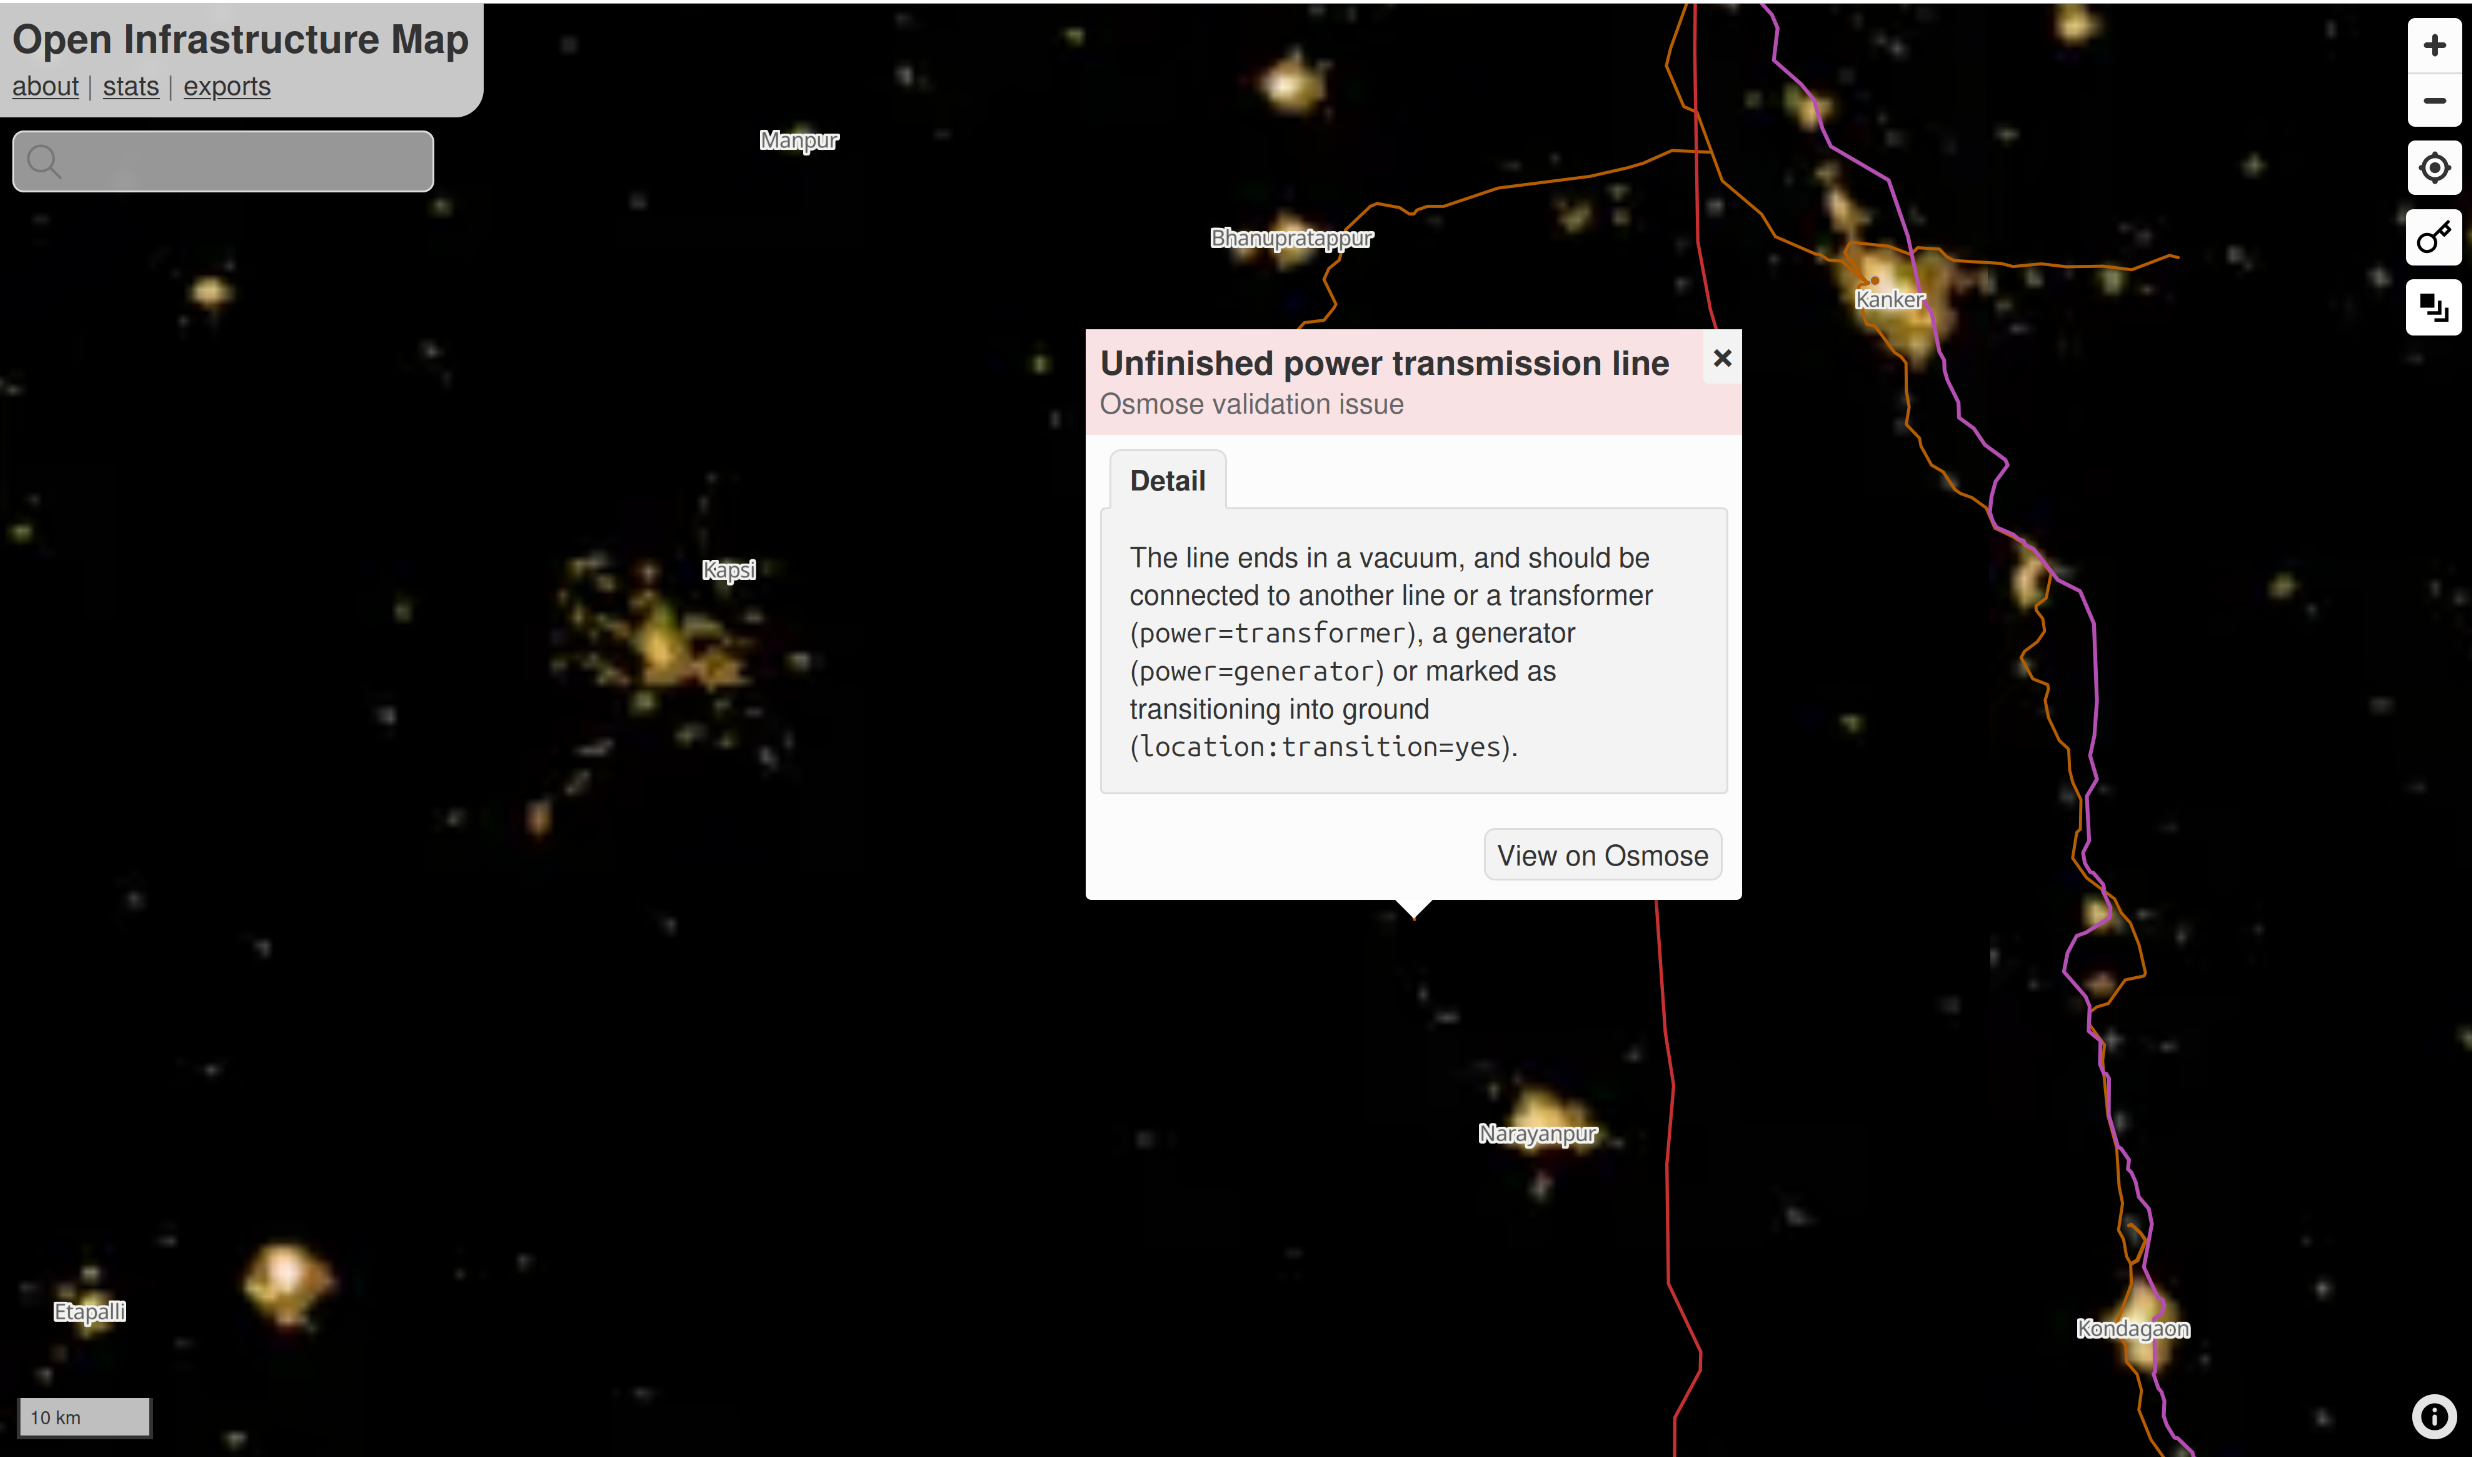 Open Infrastructure Map
about | stats | exports
Manpur
Bhanupratappur
Kanker
Unfinished power transmission line
Osmose validation issue
Detail
The line ends in a vacuum, and should be
connected to another line or a transformer
(power=transformer), a generator
(power=generator) or marked as
transitioning into ground
(location:transition=yes).
View on Osmose
Kapsi
Narayanpur
Etapalli
Kondagaon
10 km